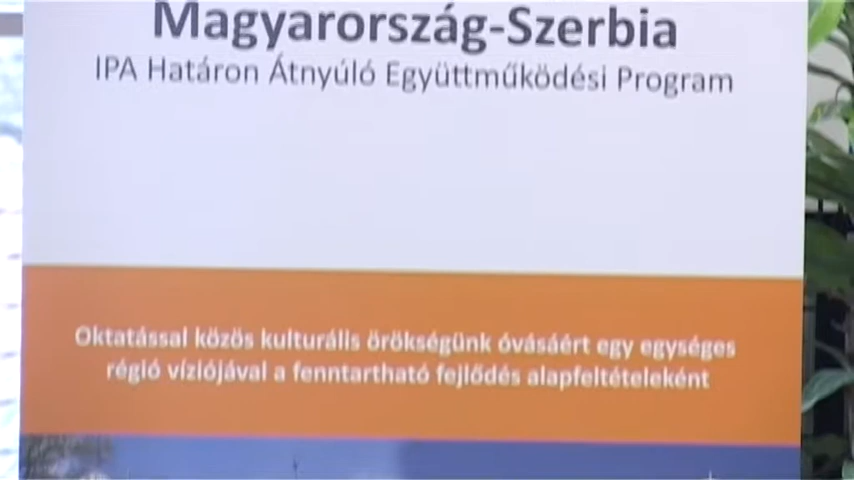 Magyarország-Szerbia
IPA Határon Átnyúló Együttműködési Program
Oktatással közös kulturális örökségünk óvásáért egy egységes
régió víziójával a fenntartható fejlődés alapfeltételeként